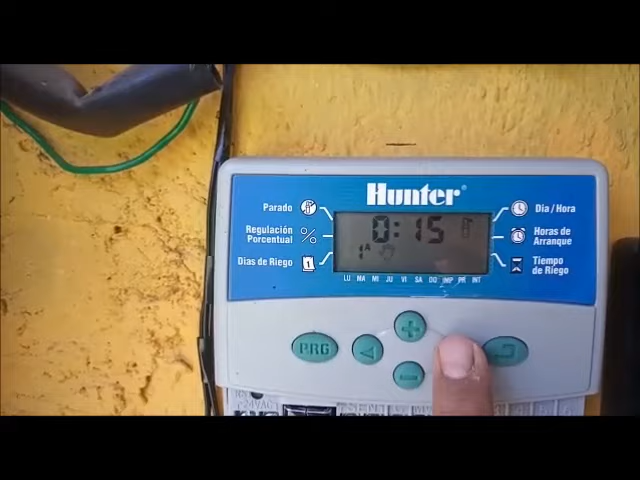 Hunter®
Parado
Día/Hora
Regulación
Porcentual
Horas de
Arranque
Días de Riego
Tiempo
de Riego
0:15
1A
LU MA MI JU VI SA DO IMP PR INT
PRG